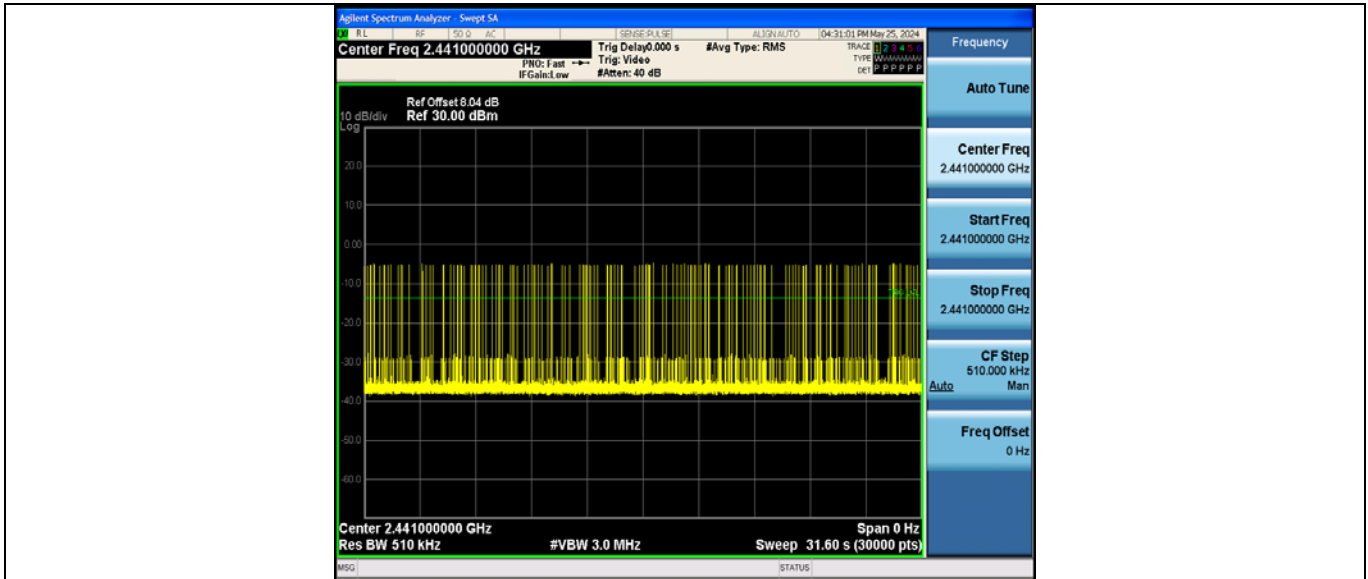 Agilent Spectrum Analyzer - Swept SA
RL RF 50 Ω AC SENSE:PULSE ALIGNAUTO 04:31:01 PM May 25, 2024
Center Freq 2.441000000 GHz
PNO: Fast
IFGain:Low
Trig Delay0.000 s
Trig: Video
#Atten: 40 dB
#Avg Type: RMS
TRACE 1 2 3 4 5 6
TYPE
DET P P P P P P
Ref Offset 8.04 dB
10 dB/div Ref 30.00 dBm
Log
20.0
10.0
0.00
-10.0
-20.0
-30.0
-40.0
-50.0
-60.0
Center 2.441000000 GHz Span 0 Hz
Res BW 510 kHz #VBW 3.0 MHz Sweep 31.60 s (30000 pts)
MSG STATUS
Frequency
Auto Tune
Center Freq
2.441000000 GHz
Start Freq
2.441000000 GHz
Stop Freq
2.441000000 GHz
CF Step
510.000 kHz
Auto Man
Freq Offset
0 Hz